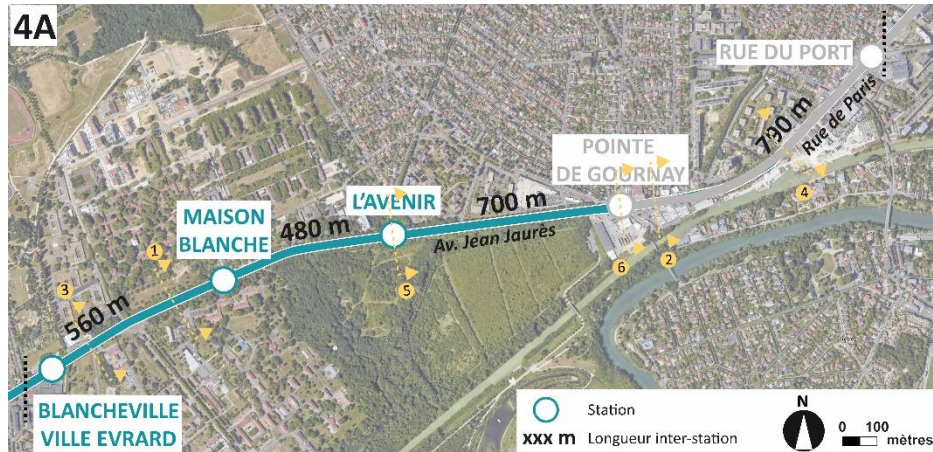 4A
RUE DU PORT
790 m
Rue de Paris
POINTE
DE GOURNAY
4
L'AVENIR
700 m
Av. Jean Jaurès
MAISON
BLANCHE
480 m
1
2
6
5
3
560 m
BLANCHEVILLE
VILLE EVRARD
Station
xxx m Longueur inter-station
N
0 100
mètres